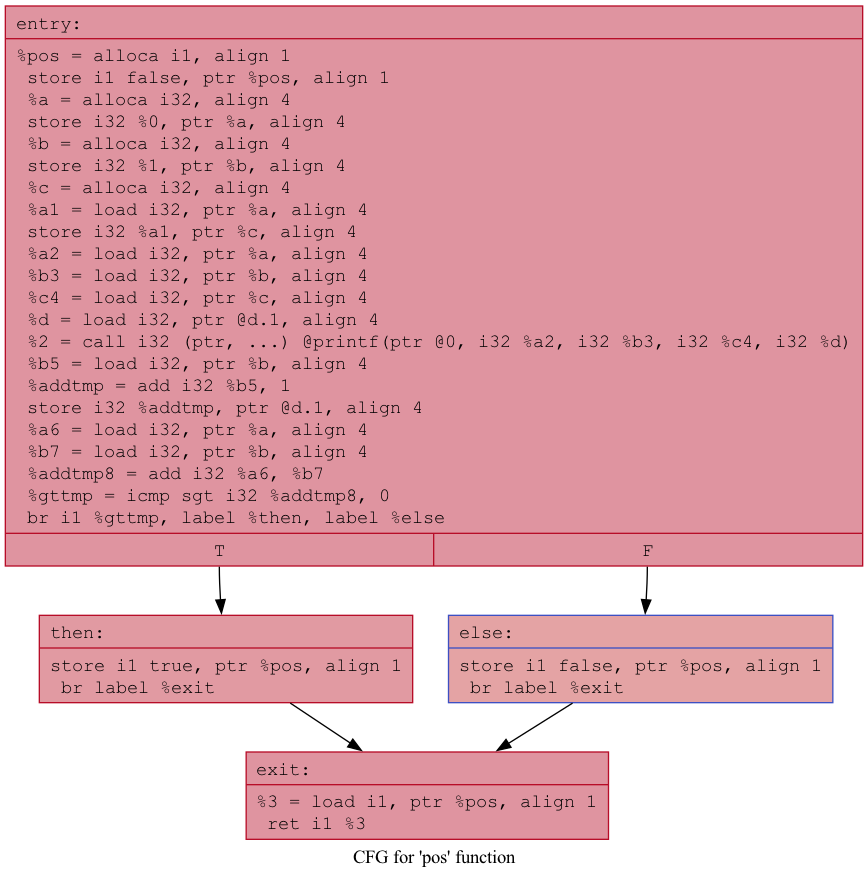 entry:
%pos = alloca i1, align 1
store i1 false, ptr %pos, align 1
%a = alloca i32, align 4
store i32 %0, ptr %a, align 4
%b = alloca i32, align 4
store i32 %1, ptr %b, align 4
%c = alloca i32, align 4
%a1 = load i32, ptr %a, align 4
store i32 %a1, ptr %c, align 4
%a2 = load i32, ptr %a, align 4
%b3 = load i32, ptr %b, align 4
%c4 = load i32, ptr %c, align 4
%d = load i32, ptr @d.1, align 4
%2 = call i32 (ptr, ...) @printf(ptr @0, i32 %a2, i32 %b3, i32 %c4, i32 %d)
%b5 = load i32, ptr %b, align 4
%addtmp = add i32 %b5, 1
store i32 %addtmp, ptr @d.1, align 4
%a6 = load i32, ptr %a, align 4
%b7 = load i32, ptr %b, align 4
%addtmp8 = add i32 %a6, %b7
%gttmp = icmp sgt i32 %addtmp8, 0
br i1 %gttmp, label %then, label %else
T
F
then:
store i1 true, ptr %pos, align 1
br label %exit
else:
store i1 false, ptr %pos, align 1
br label %exit
exit:
%3 = load i1, ptr %pos, align 1
ret i1 %3
CFG for 'pos' function